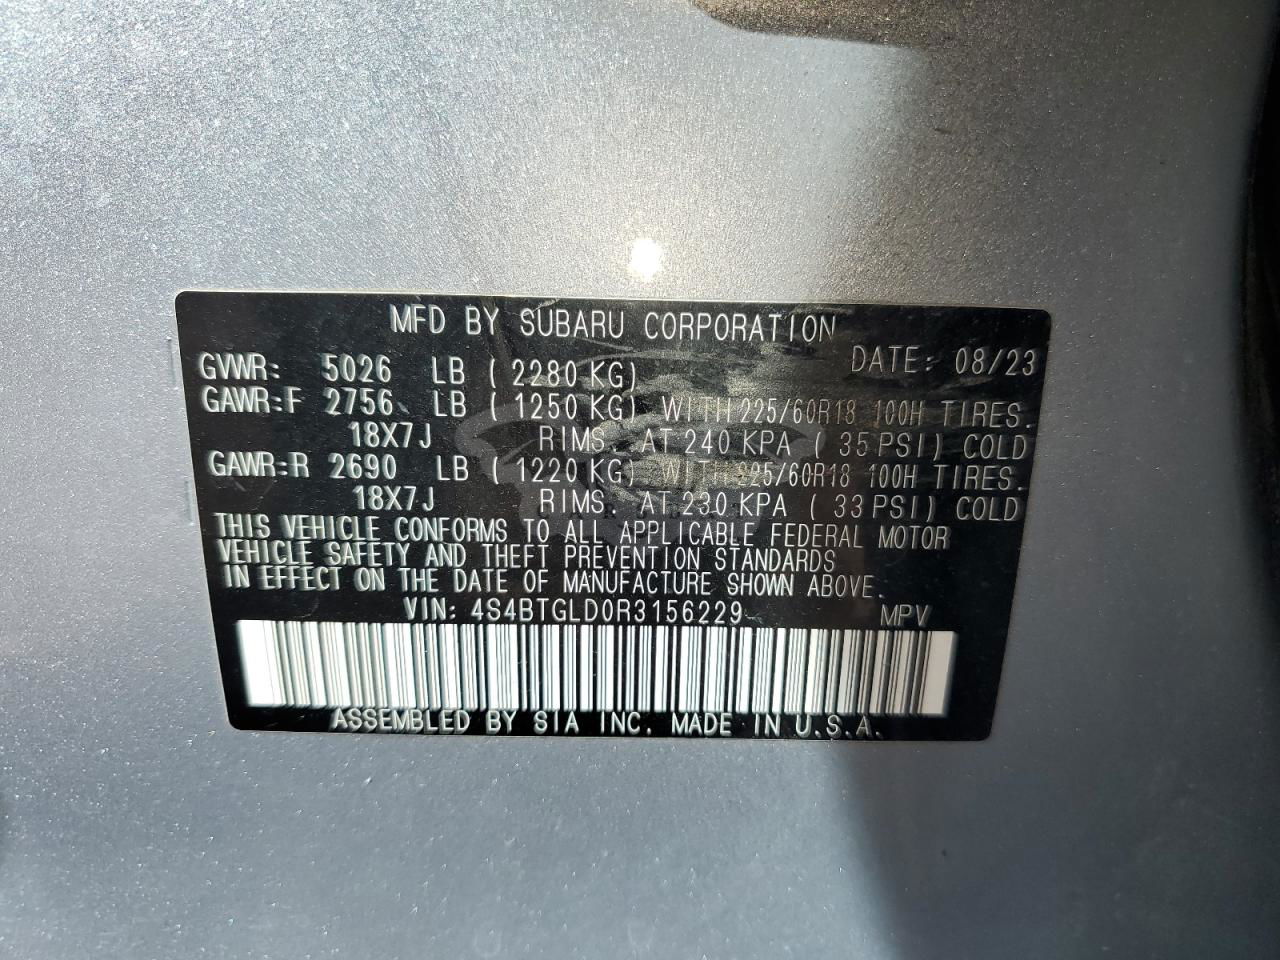 MFD BY SUBARU CORPORATION
DATE: 08/23
GVWR: 5026 LB ( 2280 KG)
GAWR:F 2756 LB ( 1250 KG) WITH 225/60R18 100H TIRES.
18X7J RIMS. AT 240 KPA ( 35 PSI) COLD
GAWR:R 2690 LB ( 1220 KG) WITH 225/60R18 100H TIRES.
18X7J RIMS. AT 230 KPA ( 33 PSI) COLD
THIS VEHICLE CONFORMS TO ALL APPLICABLE FEDERAL MOTOR
VEHICLE SAFETY AND THEFT PREVENTION STANDARDS
IN EFFECT ON THE DATE OF MANUFACTURE SHOWN ABOVE.
VIN: 4S4BTGLD0R3156229 MPV
ASSEMBLED BY SIA INC. MADE IN U.S.A.